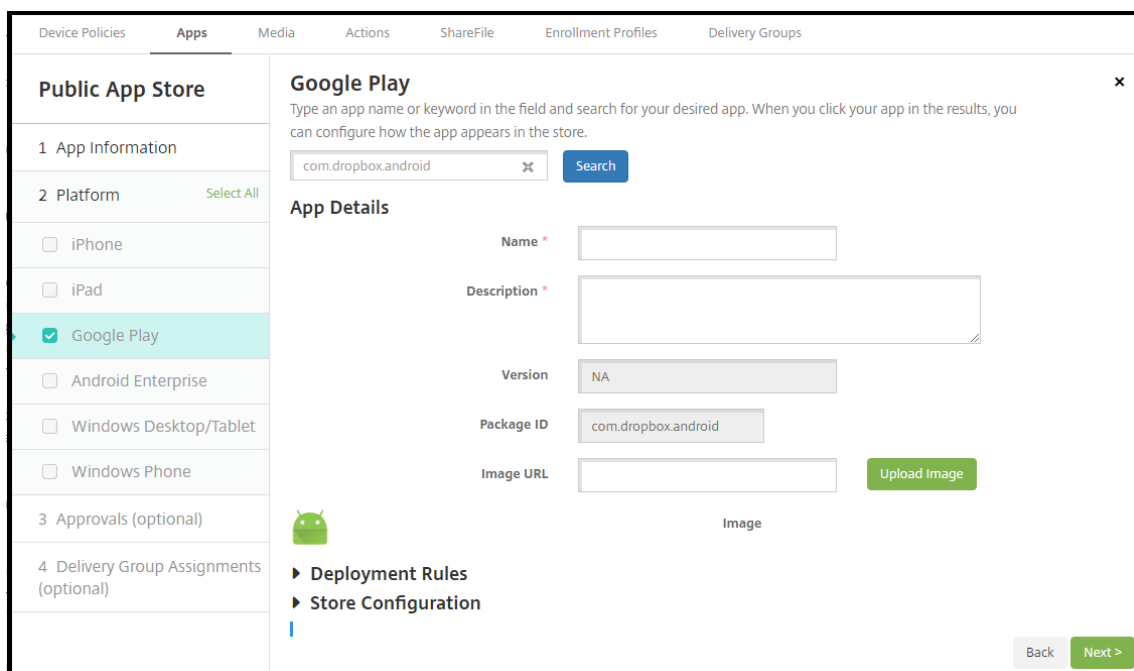 Device Policies
Apps
Media
Actions
ShareFile
Enrollment Profiles
Delivery Groups
Public App Store
1 App Information
2 Platform
Select All
iPhone
iPad
Google Play
Android Enterprise
Windows Desktop/Tablet
Windows Phone
3 Approvals (optional)
4 Delivery Group Assignments
(optional)
Google Play
Type an app name or keyword in the field and search for your desired app. When you click your app in the results, you
can configure how the app appears in the store.
com.dropbox.android
Search
App Details
Name *
Description *
Version
NA
Package ID
com.dropbox.android
Image URL
Upload Image
Image
Deployment Rules
Store Configuration
Back
Next >